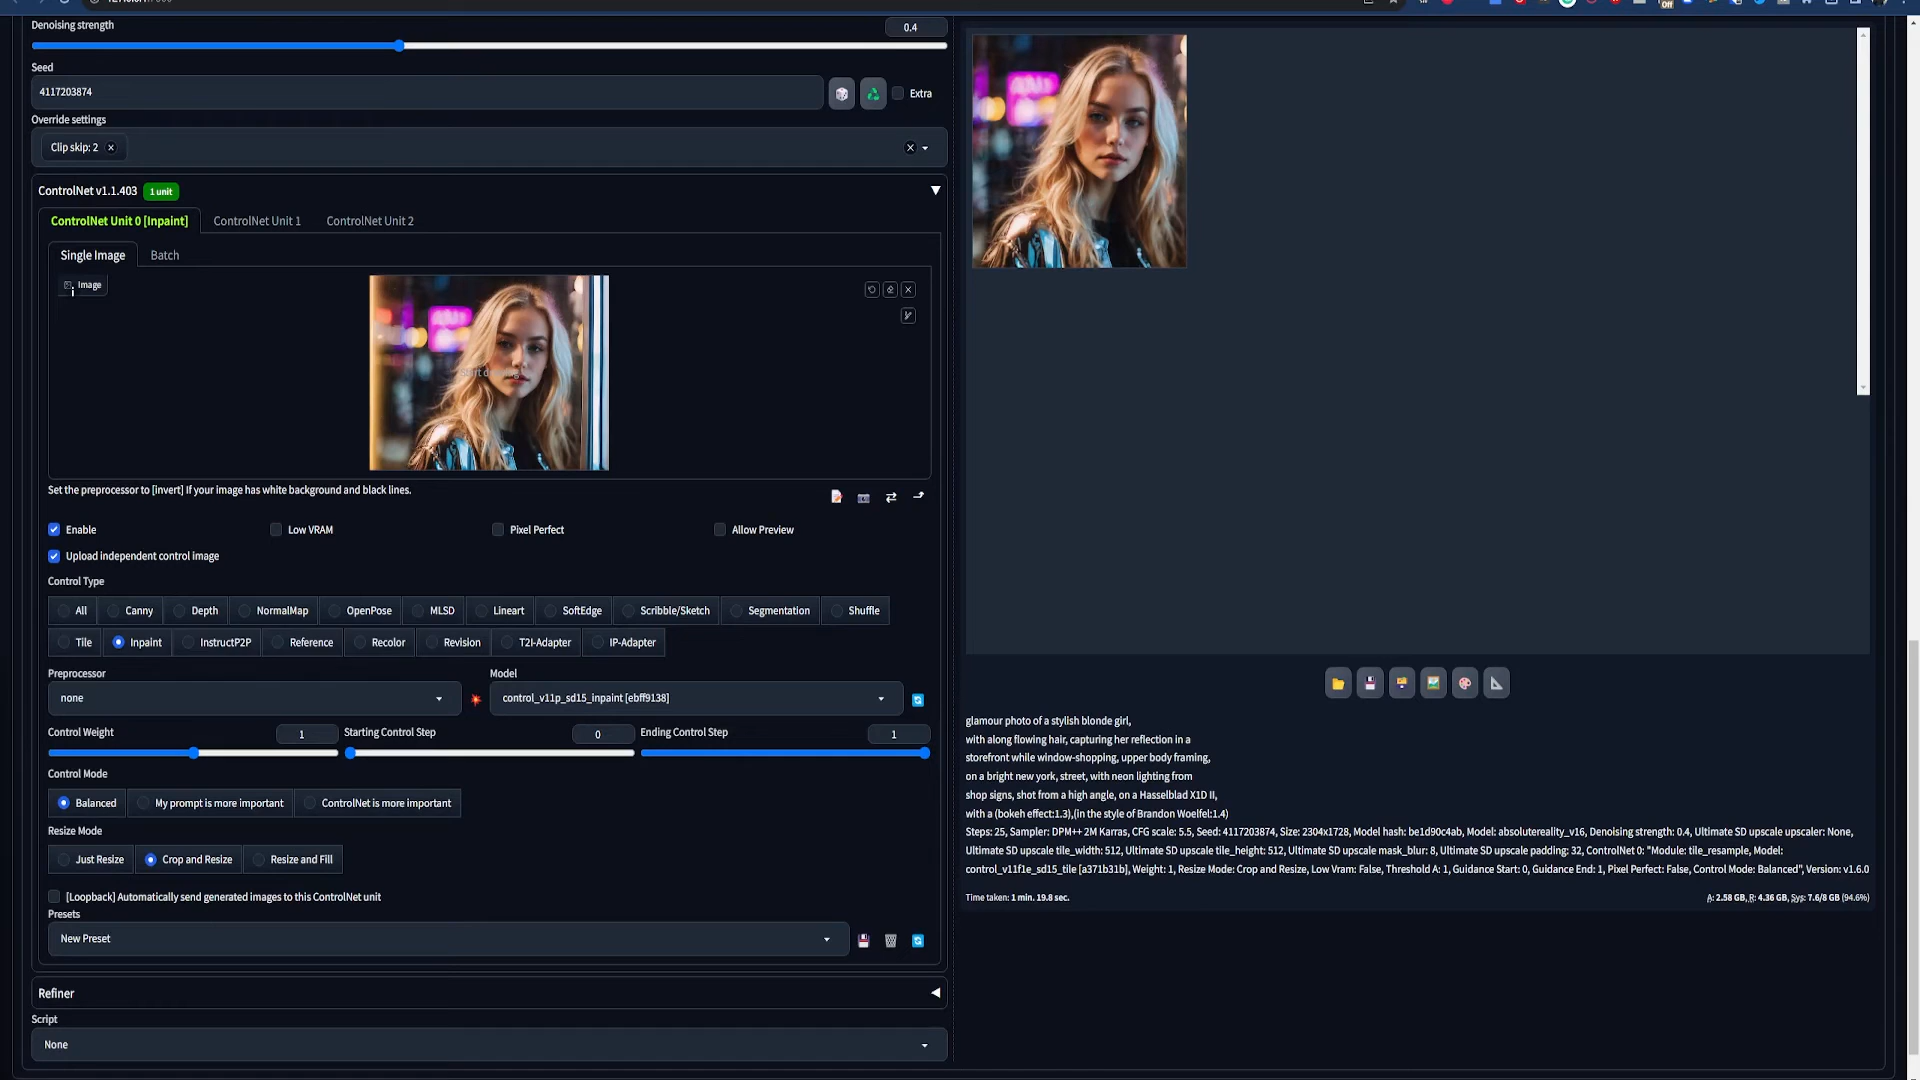 Denoising strength
0.4
Seed
4117203874
Extra
Override settings
Clip skip: 2
ControlNet v1.1.403
1 unit
ControlNet Unit 0 [Inpaint]
ControlNet Unit 1
ControlNet Unit 2
Single Image
Batch
Image
Set the preprocessor to [invert] If your image has white background and black lines.
Enable
Low VRAM
Pixel Perfect
Allow Preview
Upload independent control image
Control Type
All
Canny
Depth
NormalMap
OpenPose
MLSD
Lineart
SoftEdge
Scribble/Sketch
Segmentation
Shuffle
Tile
Inpaint
InstructP2P
Reference
Recolor
Revision
T2I-Adapter
IP-Adapter
Preprocessor
none
Model
control_v11p_sd15_inpaint [ebff9138]
Control Weight
1
Starting Control Step
0
Ending Control Step
1
Control Mode
Balanced
My prompt is more important
ControlNet is more important
Resize Mode
Just Resize
Crop and Resize
Resize and Fill
[Loopback] Automatically send generated images to this ControlNet unit
Presets
New Preset
Refiner
Script
None
glamour photo of a stylish blonde girl,
with along flowing hair, capturing her reflection in a
storefront while window-shopping, upper body framing,
on a bright new york, street, with neon lighting from
shop signs, shot from a high angle, on a Hasselblad X1D II,
with a (bokeh effect:1.3),(in the style of Brandon Woelfel:1.4)
Steps: 25, Sampler: DPM++ 2M Karras, CFG scale: 5.5, Seed: 4117203874, Size: 2304x1728, Model hash: be1d90c4ab, Model: absolutereality_v16, Denoising strength: 0.4, Ultimate SD upscale upscaler: None,
Ultimate SD upscale tile_width: 512, Ultimate SD upscale tile_height: 512, Ultimate SD upscale mask_blur: 8, Ultimate SD upscale padding: 32, ControlNet 0: "Module: tile_resample, Model:
control_v11f1e_sd15_tile [a371b31b], Weight: 1, Resize Mode: Crop and Resize, Low Vram: False, Threshold A: 1, Guidance Start: 0, Guidance End: 1, Pixel Perfect: False, Control Mode: Balanced", Version: v1.6.0
Time taken: 1 min. 19.8 sec.
A: 2.58 GB, R: 4.36 GB, Sys: 7.6/8 GB (94.6%)